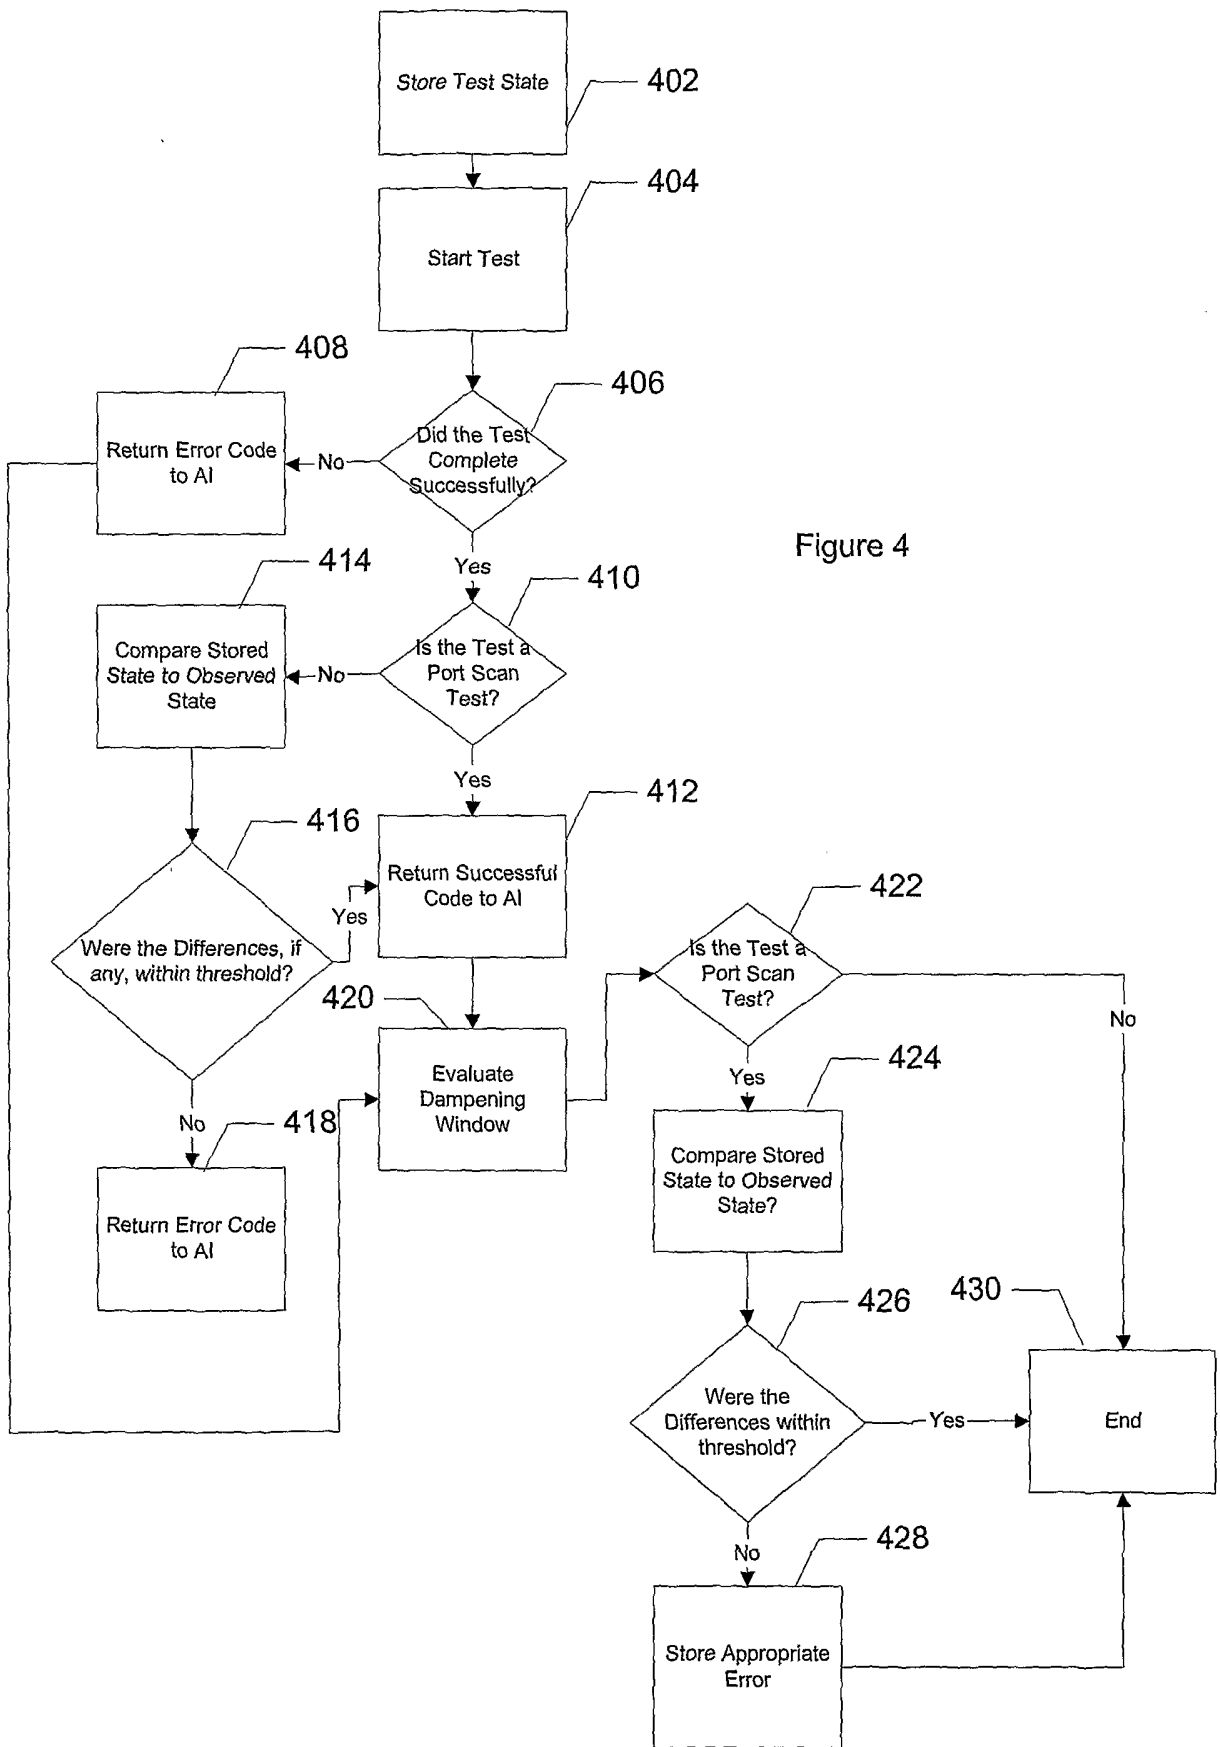 Store Test State
402
404
Start Test
408
406
Return Error Code
to AI
No
Did the Test
Complete
Successfully?
Figure 4
Yes
414
410
Compare Stored
State to Observed
State
No
Is the Test a
Port Scan
Test?
Yes
412
416
Return Successful
Code to AI
422
Yes
Were the Differences, if
any, within threshold?
Is the Test a
Port Scan
Test?
420
No
424
Evaluate
Dampening
Window
Yes
No
418
Compare Stored
State to Observed
State?
Return Error Code
to AI
426
430
Were the
Differences within
threshold?
Yes
End
No
428
Store Appropriate
Error